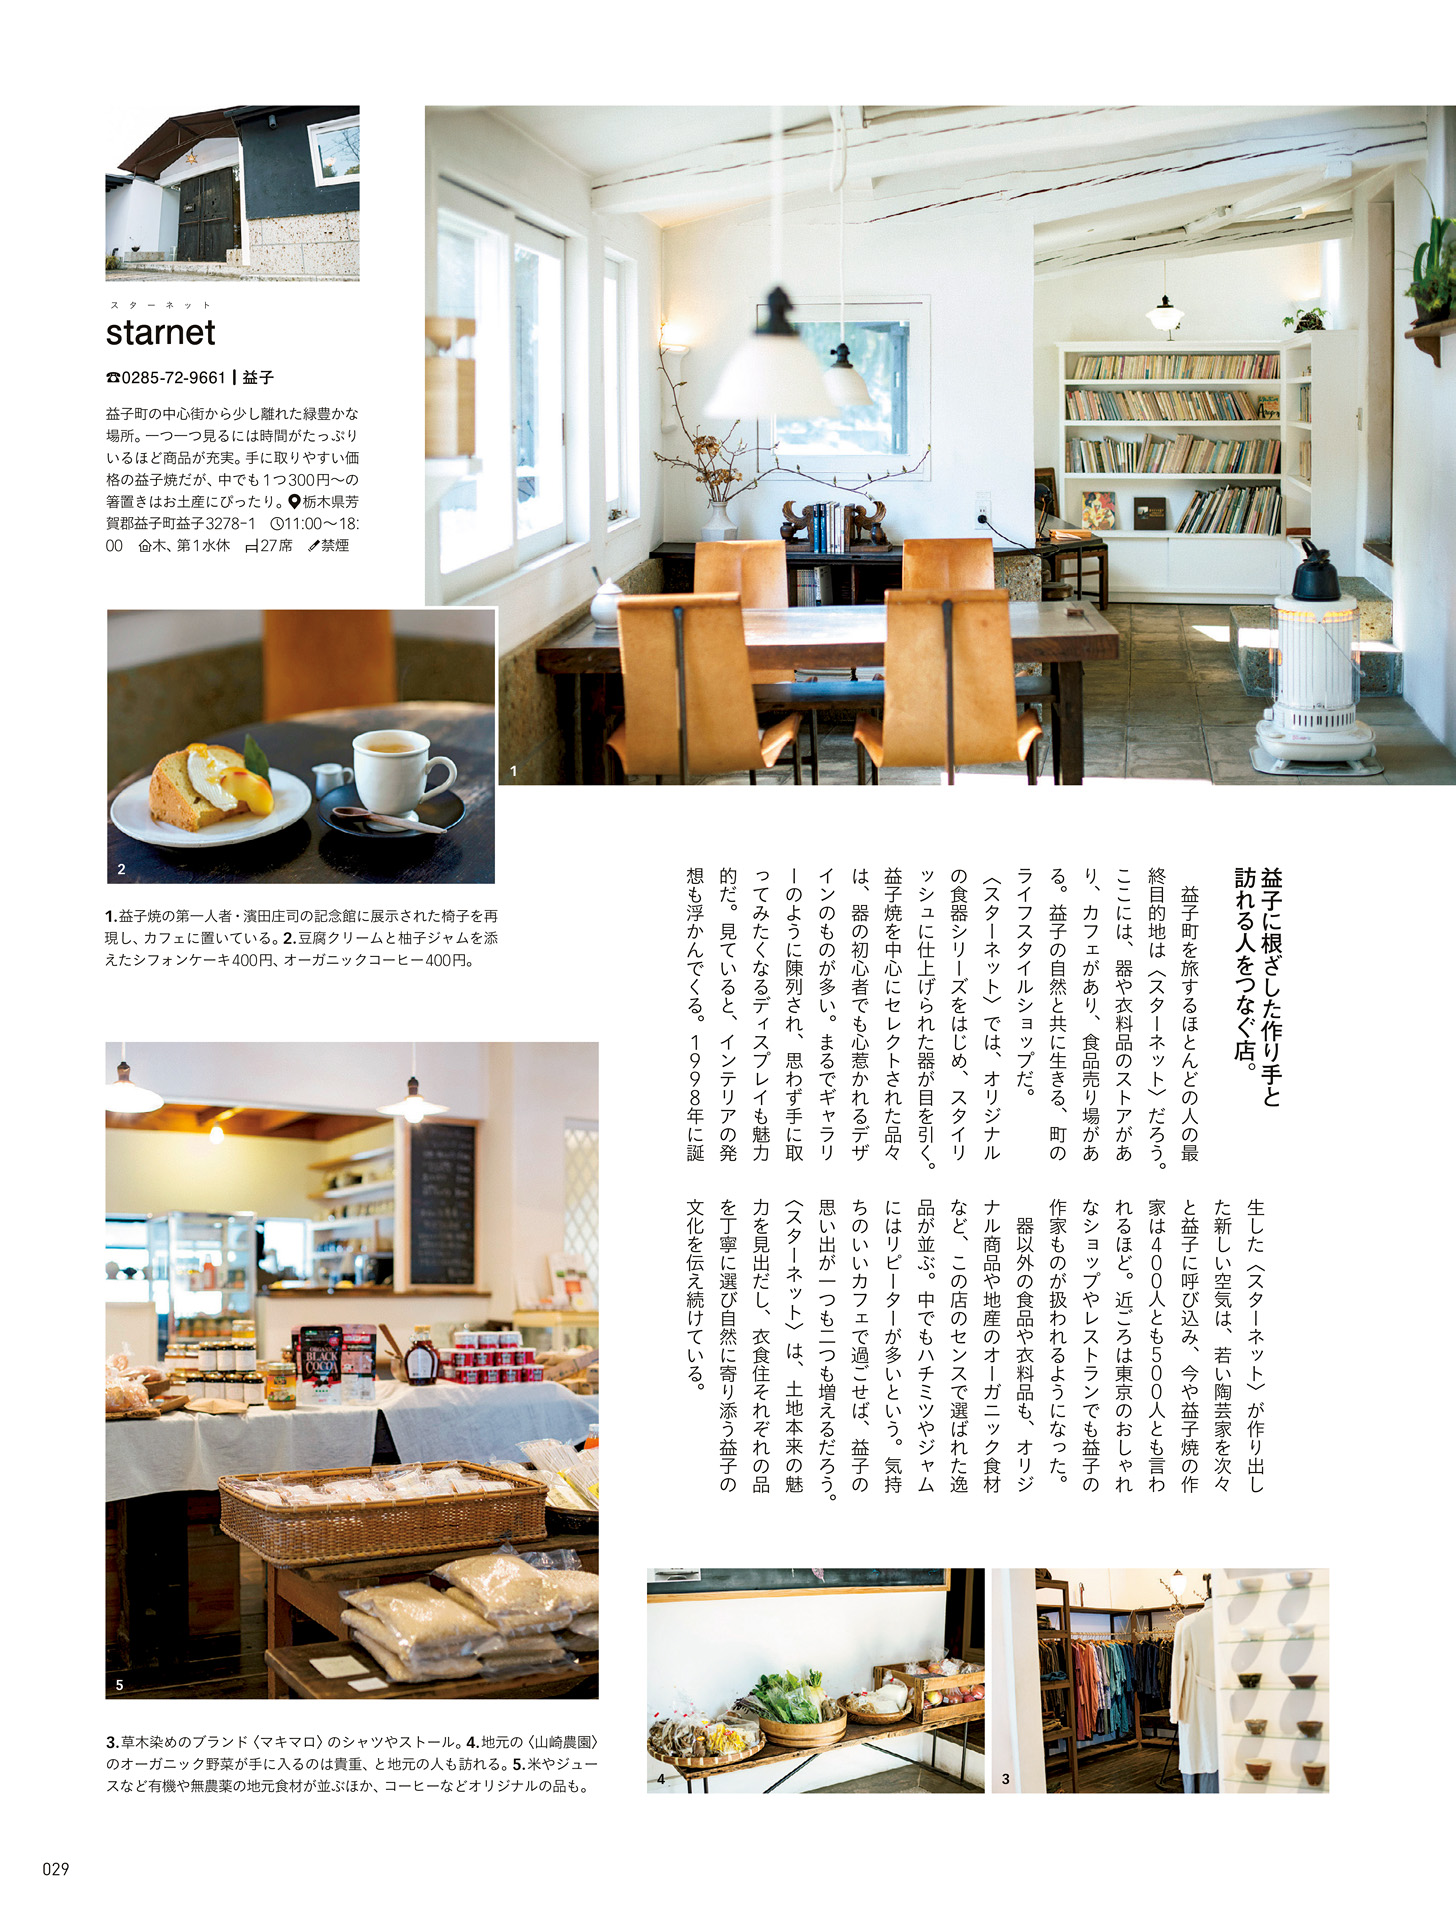 スターネット
starnet
☎0285-72-9661 | 益子
益子町の中心街から少し離れた緑豊かな
場所。一つ一つ見るには時間がたっぷり
いるほど商品が充実。手に取りやすい価
格の益子焼だが、中でも1つ300円〜の
箸置きはお土産にぴったり。栃木県芳
賀郡益子町益子3278-1 11:00〜18:
00 木、第1水休 27席 禁煙
1
2
1.益子焼の第一人者・濱田庄司の記念館に展示された椅子を再
現し、カフェに置いている。2.豆腐クリームと柚子ジャムを添
えたシフォンケーキ400円、オーガニックコーヒー400円。
益子に根ざした作り手と
訪れる人をつなぐ店。
益子町を旅するほとんどの人の最
終目的地は〈スターネット〉だろう。
ここには、器や衣料品のストアがあ
り、カフェがあり、食品売り場があ
る。益子の自然と共に生きる、町の
ライフスタイルショップだ。
〈スターネット〉では、オリジナル
の食器シリーズをはじめ、スタイリ
ッシュに仕上げられた器が目を引く。
益子焼を中心にセレクトされた品々
は、器の初心者でも心惹かれるデザ
インのものが多い。まるでギャラリ
ーのように陳列され、思わず手に取
ってみたくなるディスプレイも魅力
的だ。見ていると、インテリアの発
想も浮かんでくる。1998年に誕
生した〈スターネット〉が作り出し
た新しい空気は、若い陶芸家を次々
と益子に呼び込み、今や益子焼の作
家は400人とも500人とも言わ
れるほど。近ごろは東京のおしゃれ
なショップやレストランでも益子の
作家ものが扱われるようになった。
器以外の食品や衣料品も、オリジ
ナル商品や地産のオーガニック食材
など、この店のセンスで選ばれた逸
品が並ぶ。中でもハチミツやジャム
にはリピーターが多いという。気持
ちのいいカフェで過ごせば、益子の
思い出が一つも二つも増えるだろう。
〈スターネット〉は、土地本来の魅
力を見出だし、衣食住それぞれの品
を丁寧に選び自然に寄り添う益子の
文化を伝え続けている。
ORGANIC
BLACK
COCOA
5
4
3
3.草木染めのブランド〈マキマロ〉のシャツやストール。4.地元の〈山崎農園〉
のオーガニック野菜が手に入るのは貴重、と地元の人も訪れる。5.米やジュー
スなど有機や無農薬の地元食材が並ぶほか、コーヒーなどオリジナルの品も。
029